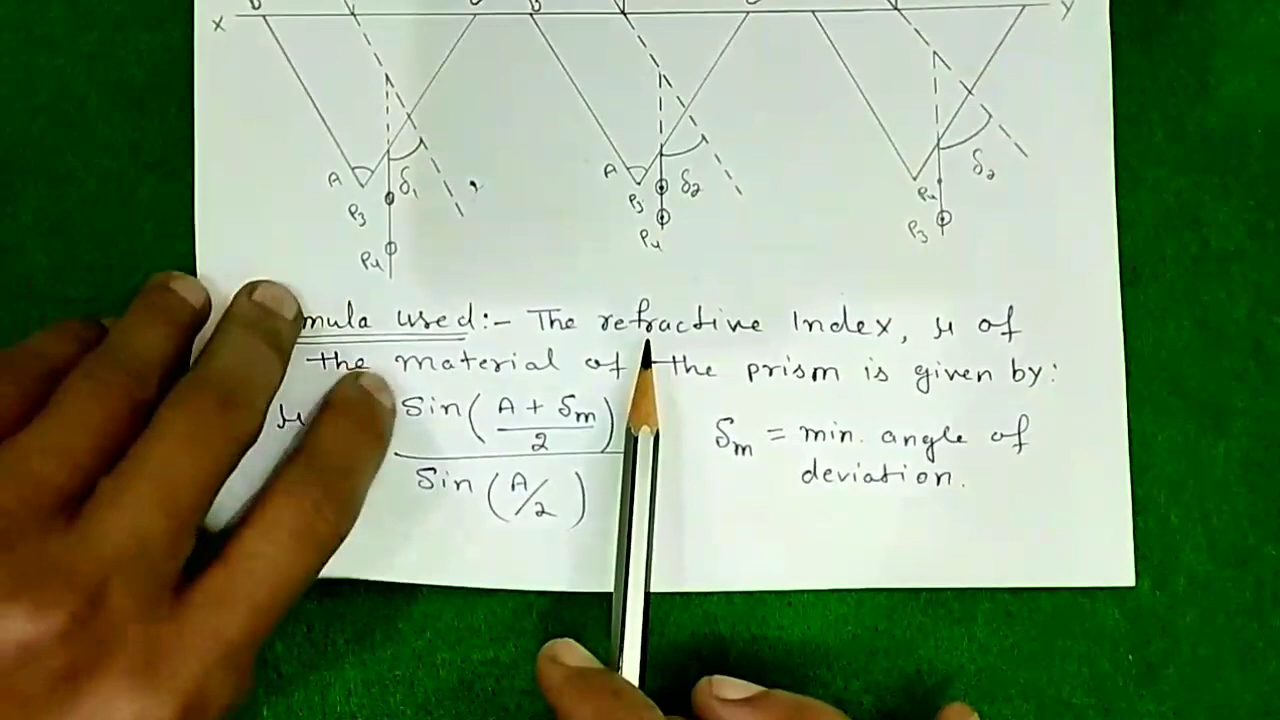 X Y
A δ₁ A δ₂ δ₂
P₃ P₃ P₄
P₄ P₄ P₃
mula used:- The refractive Index, μ of
the material of the prism is given by:
μ sin(A + δm/2) / sin(A/2)
δm = min. angle of
deviation.